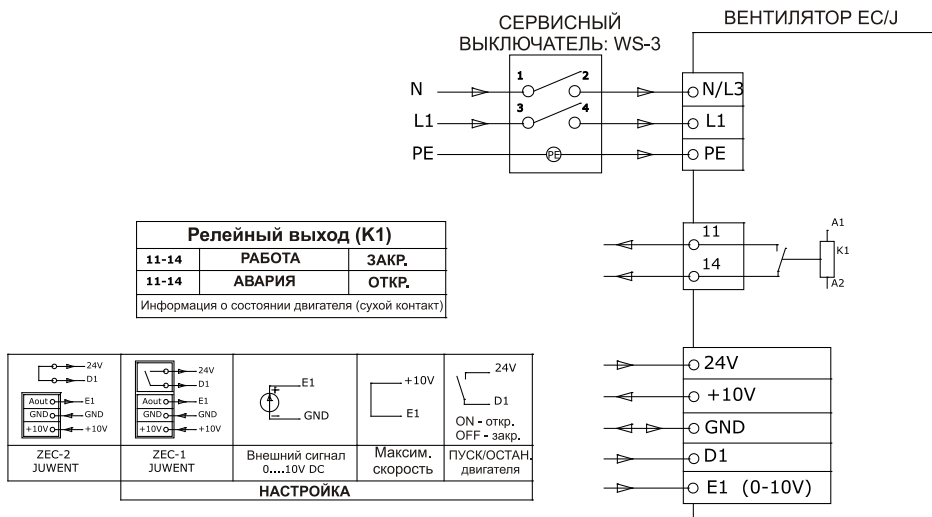 СЕРВИСНЫЙ
ВЫКЛЮЧАТЕЛЬ: WS-3
ВЕНТИЛЯТОР EC/J
1 2
N N/L3
3 4
L1 L1
PE PE PE
Релейный выход (K1)
11-14 РАБОТА ЗАКР.
11-14 АВАРИЯ ОТКР.
Информация о состоянии двигателя (сухой контакт)
11
14
A1
K1
A2
24V
D1
Aout E1
GND GND
+10V +10V
ZEC-2
JUWENT
24V
D1
Aout E1
GND GND
+10V +10V
ZEC-1
JUWENT
E1
+
–
GND
Внешний сигнал
0....10V DC
+10V
E1
Максим.
скорость
24V
D1
ON - откр.
OFF - закр.
ПУСК/ОСТАН.
двигателя
НАСТРОЙКА
24V
+10V
GND
D1
E1 (0-10V)